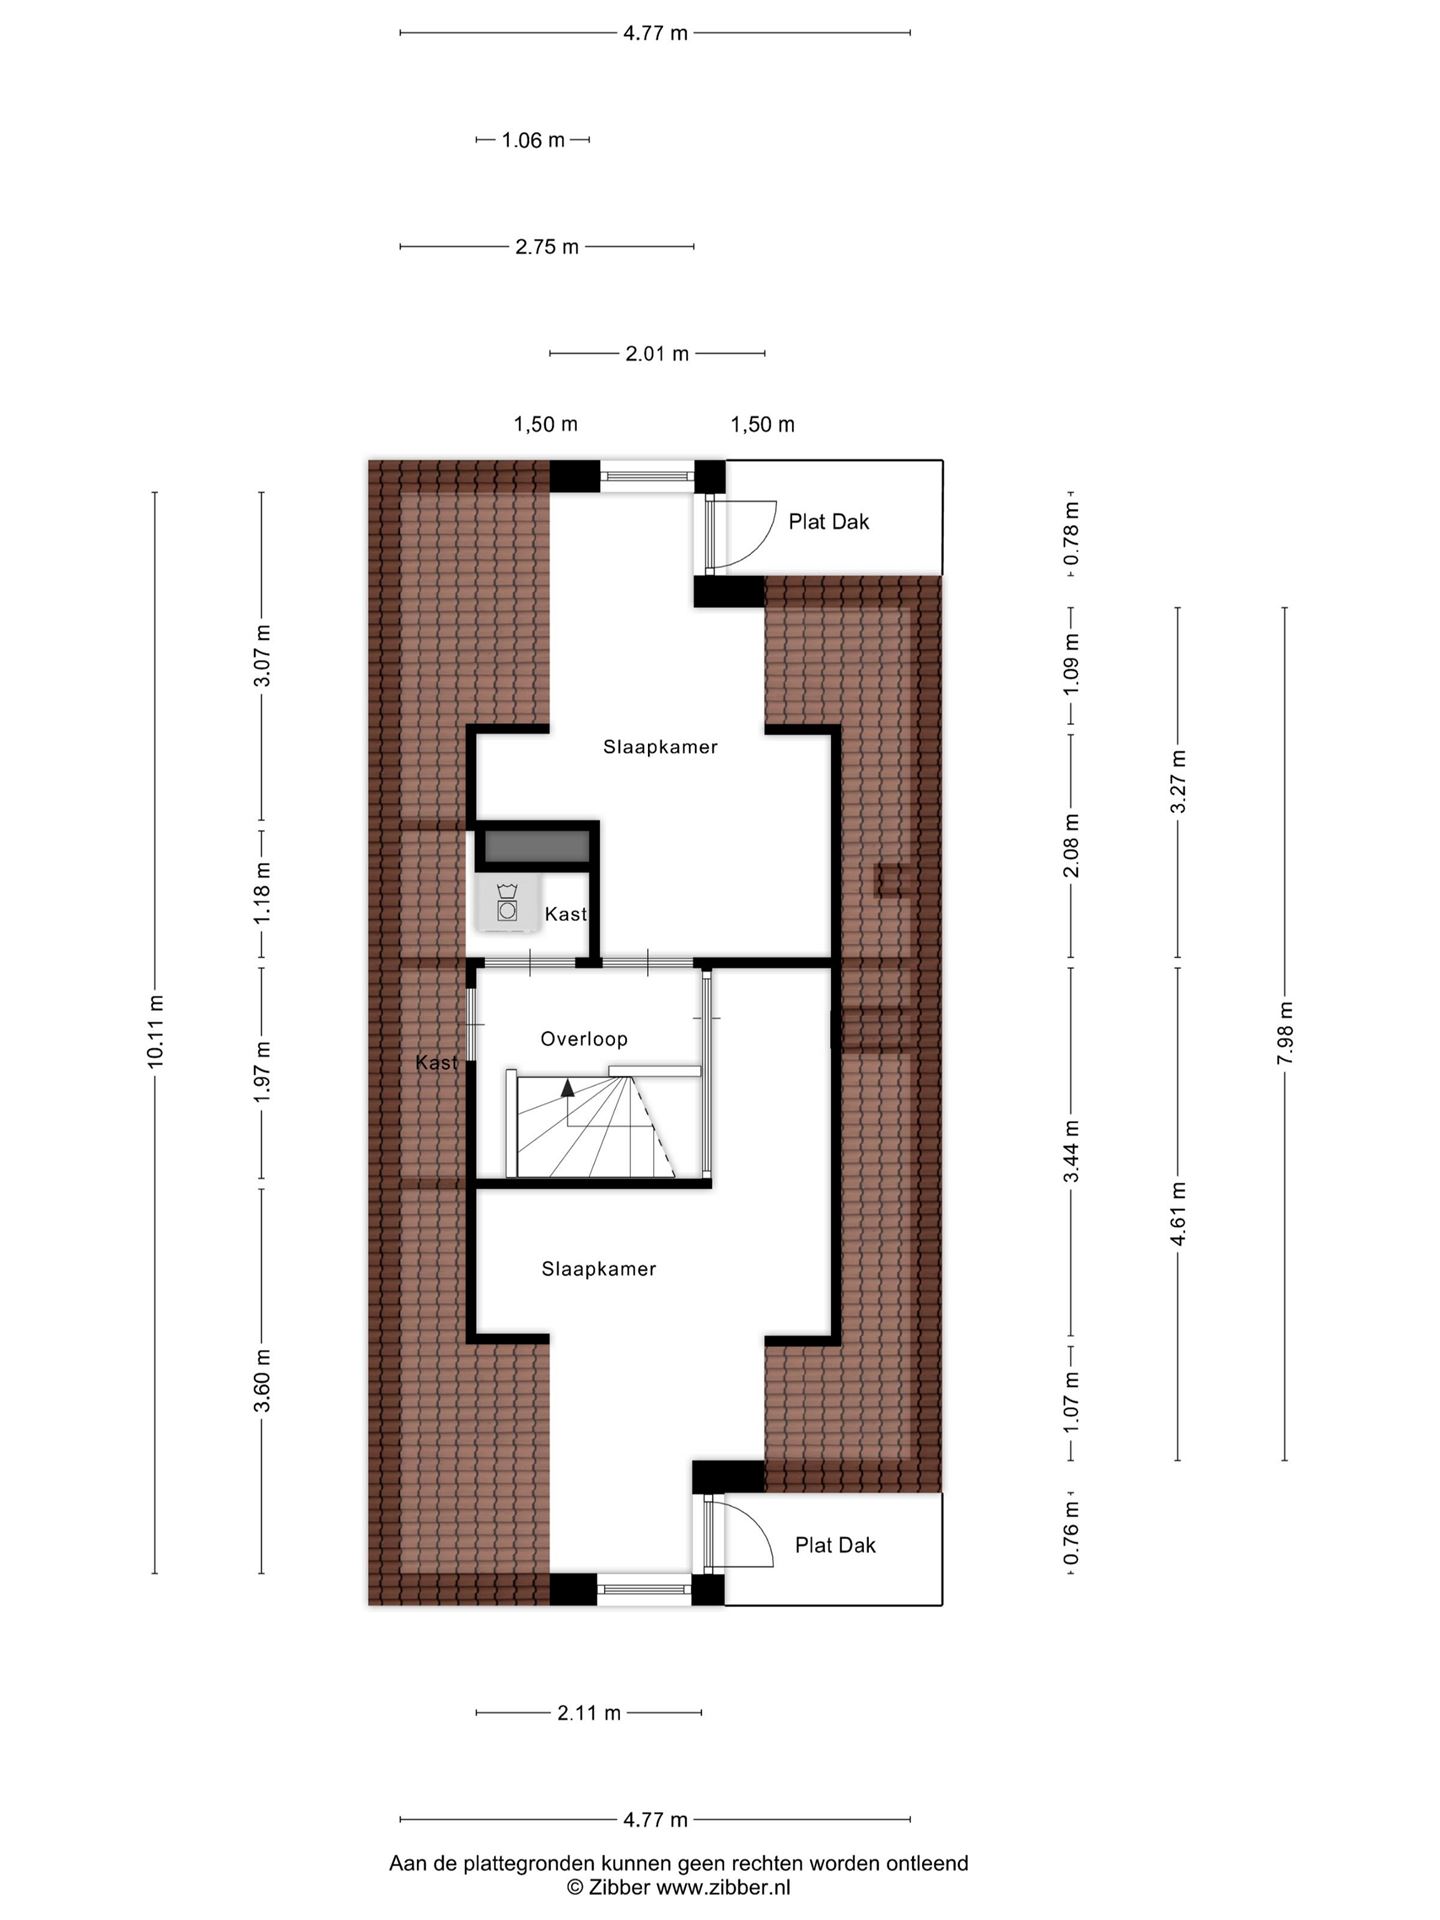 4.77 m
1.06 m
2.75 m
2.01 m
1,50 m 1,50 m
Plat Dak
0.78 m
3.07 m
1.09 m
Slaapkamer
3.27 m
2.08 m
1.18 m
Kast
10.11 m
Overloop
7.98 m
Kast
1.97 m
3.44 m
4.61 m
Slaapkamer
3.60 m
1.07 m
0.76 m
Plat Dak
2.11 m
4.77 m
Aan de plattegronden kunnen geen rechten worden ontleend
© Zibber www.zibber.nl